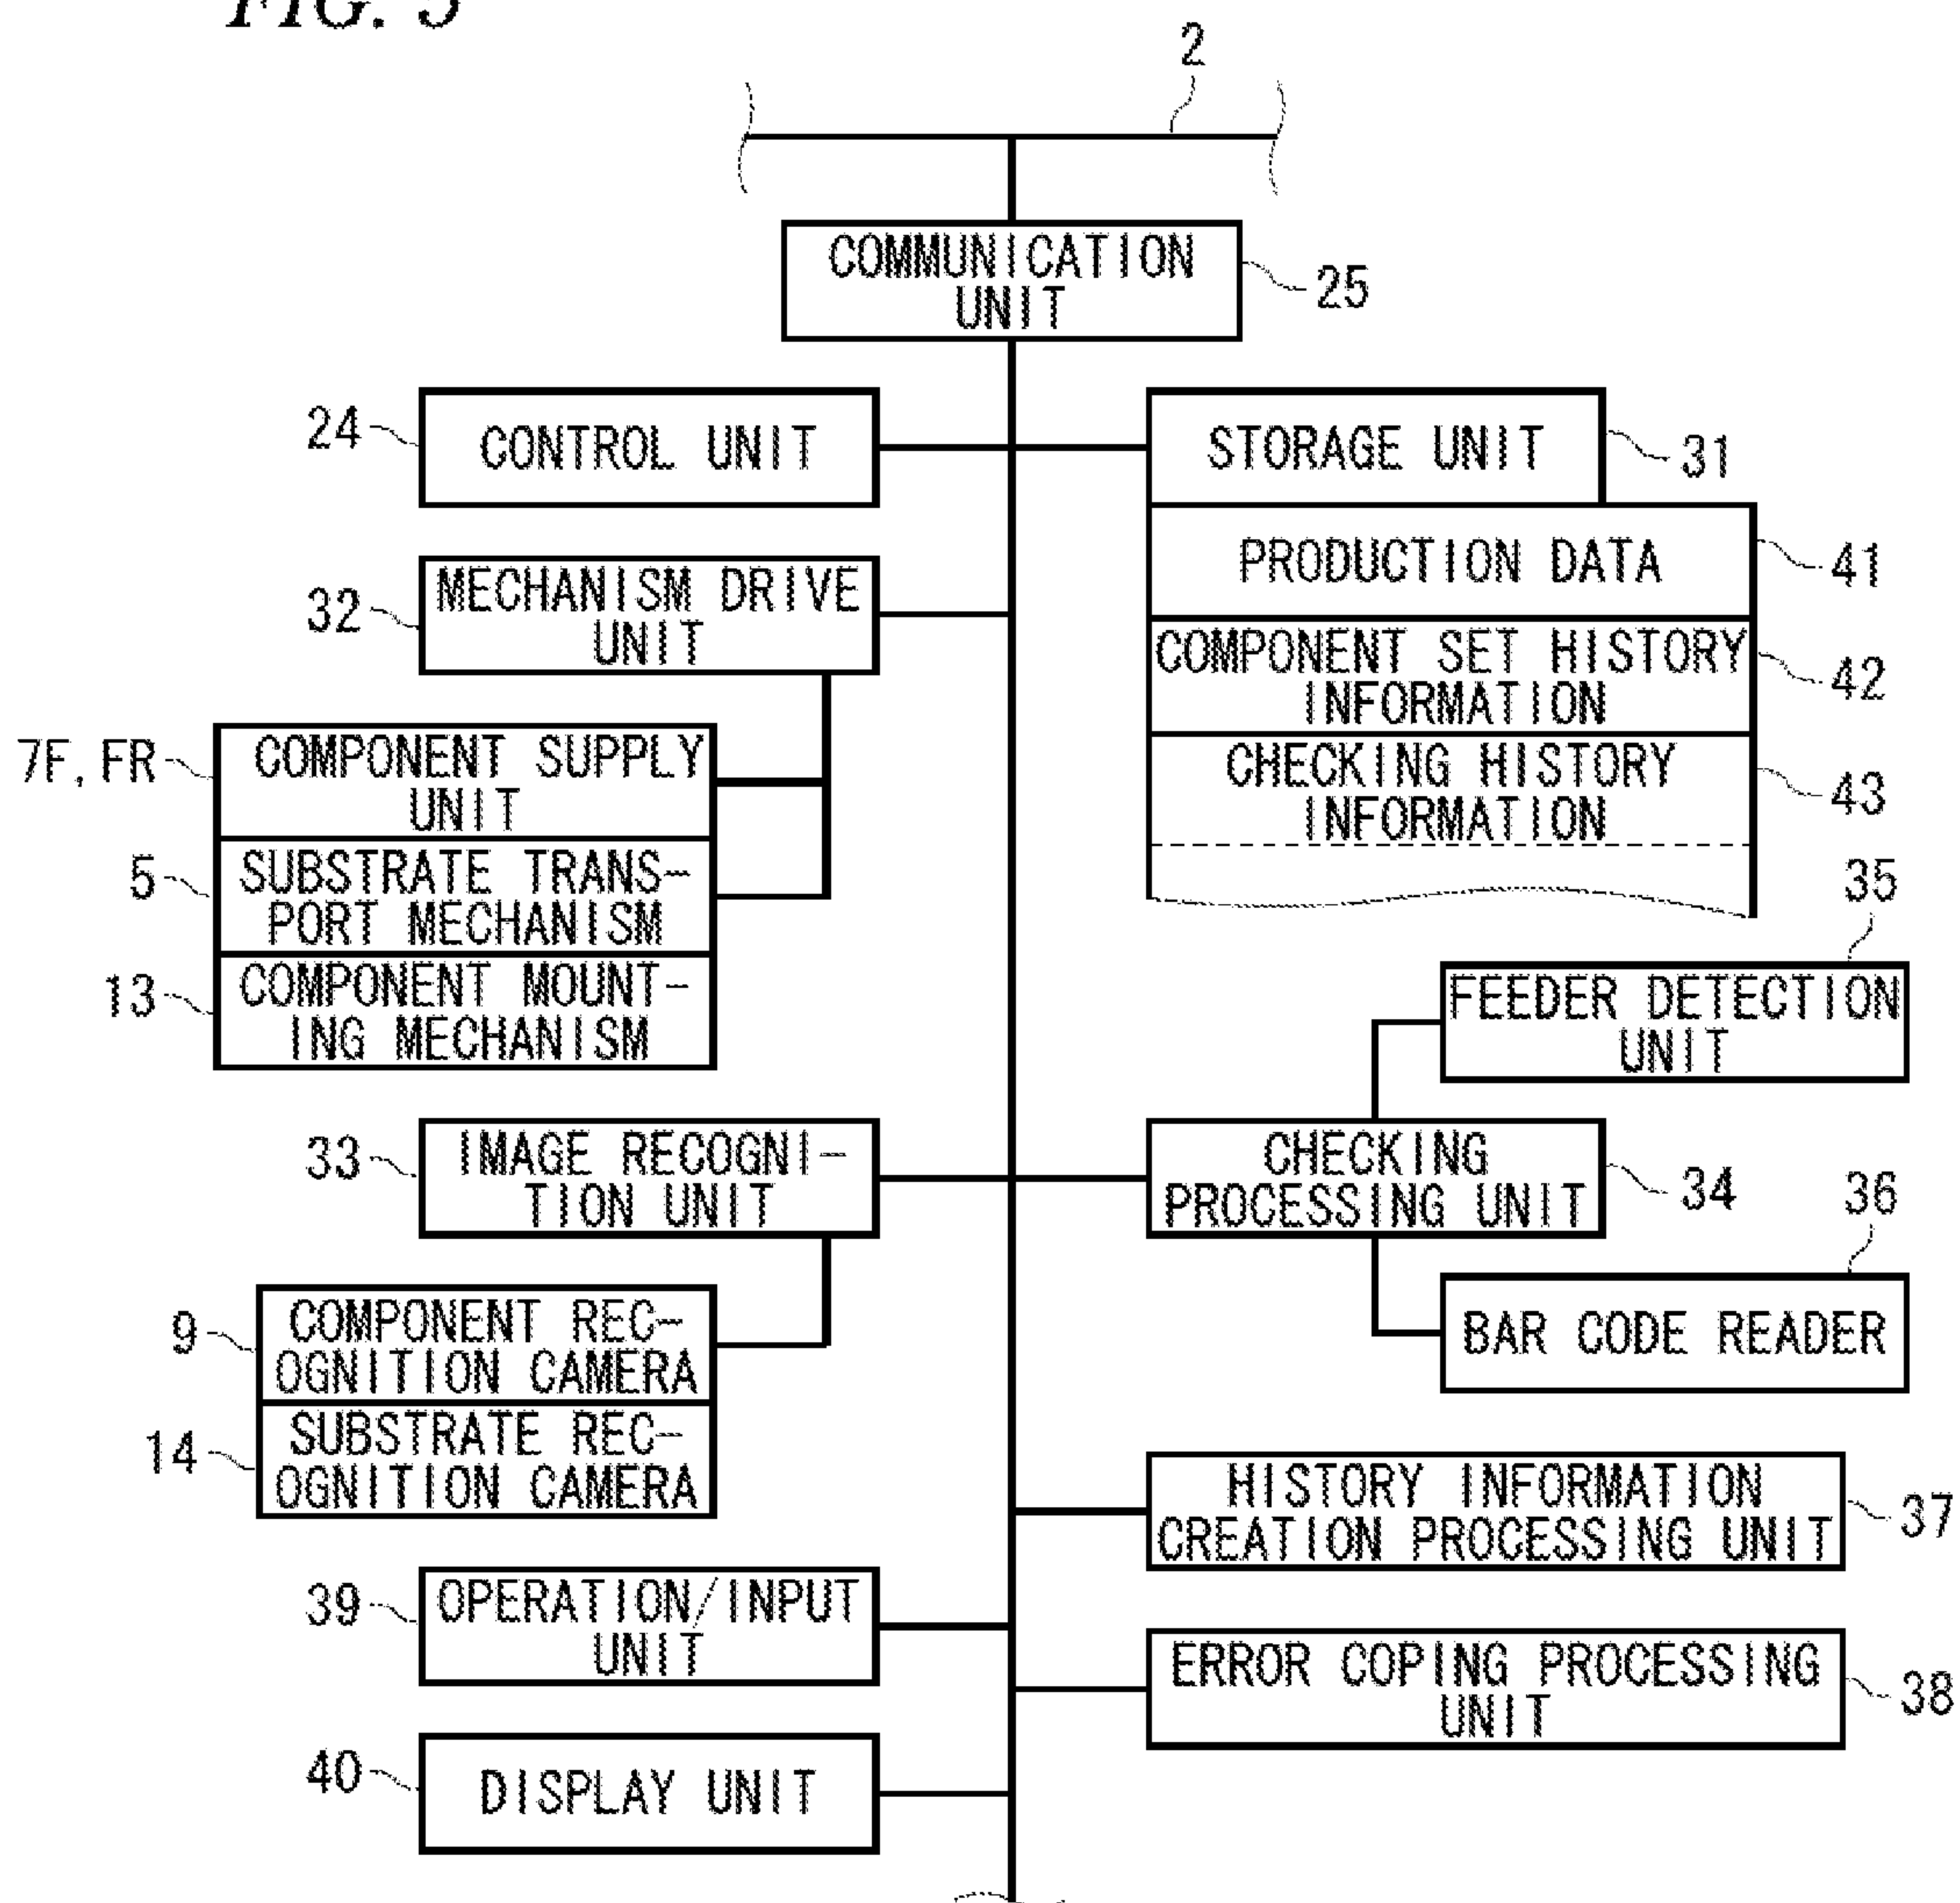 FIG. 5
2
COMMUNICATION
UNIT
25
24
CONTROL UNIT
STORAGE UNIT
31
PRODUCTION DATA
41
32
MECHANISM DRIVE
UNIT
COMPONENT SET HISTORY
INFORMATION
42
7F, FR
COMPONENT SUPPLY
UNIT
CHECKING HISTORY
INFORMATION
43
5
SUBSTRATE TRANS-
PORT MECHANISM
35
13
COMPONENT MOUNT-
ING MECHANISM
FEEDER DETECTION
UNIT
33
IMAGE RECOGNI-
TION UNIT
CHECKING
PROCESSING UNIT
34
36
9
COMPONENT REC-
OGNITION CAMERA
BAR CODE READER
14
SUBSTRATE REC-
OGNITION CAMERA
HISTORY INFORMATION
CREATION PROCESSING UNIT
37
39
OPERATION/INPUT
UNIT
ERROR COPING PROCESSING
UNIT
38
40
DISPLAY UNIT